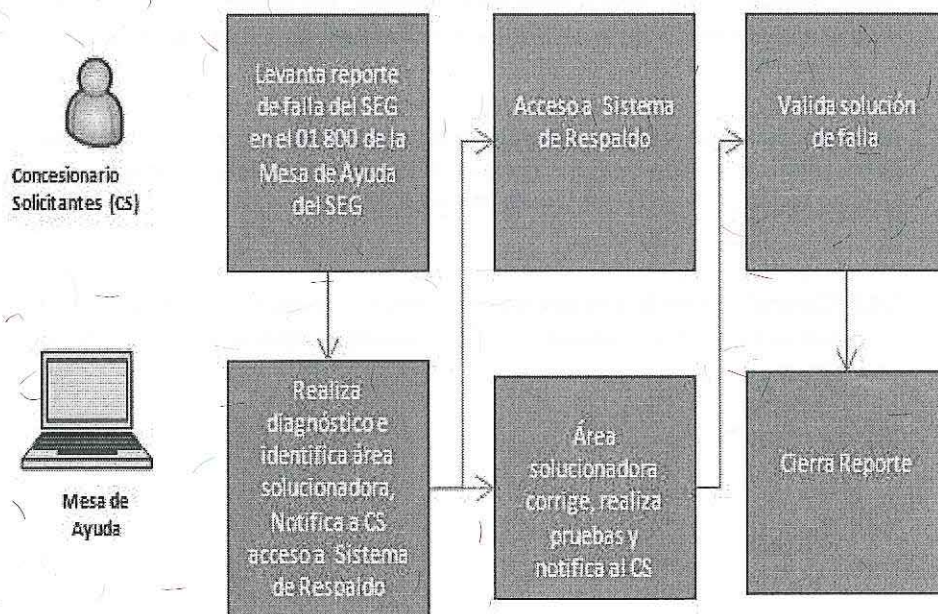 Concesionario
Solicitantes (CS)
Levanta reporte
de falla del SEG
en el 01 800 de la
Mesa de Ayuda
del SEG
Acceso a Sistema
de Respaldo
Valida solución
de falla
Mesa de
Ayuda
Realiza
diagnóstico e
identifica área
solucionadora,
Notifica a CS
acceso a Sistema
de Respaldo
Área
solucionadora
corrige, realiza
pruebas y
notifica al CS
Cierra Reporte